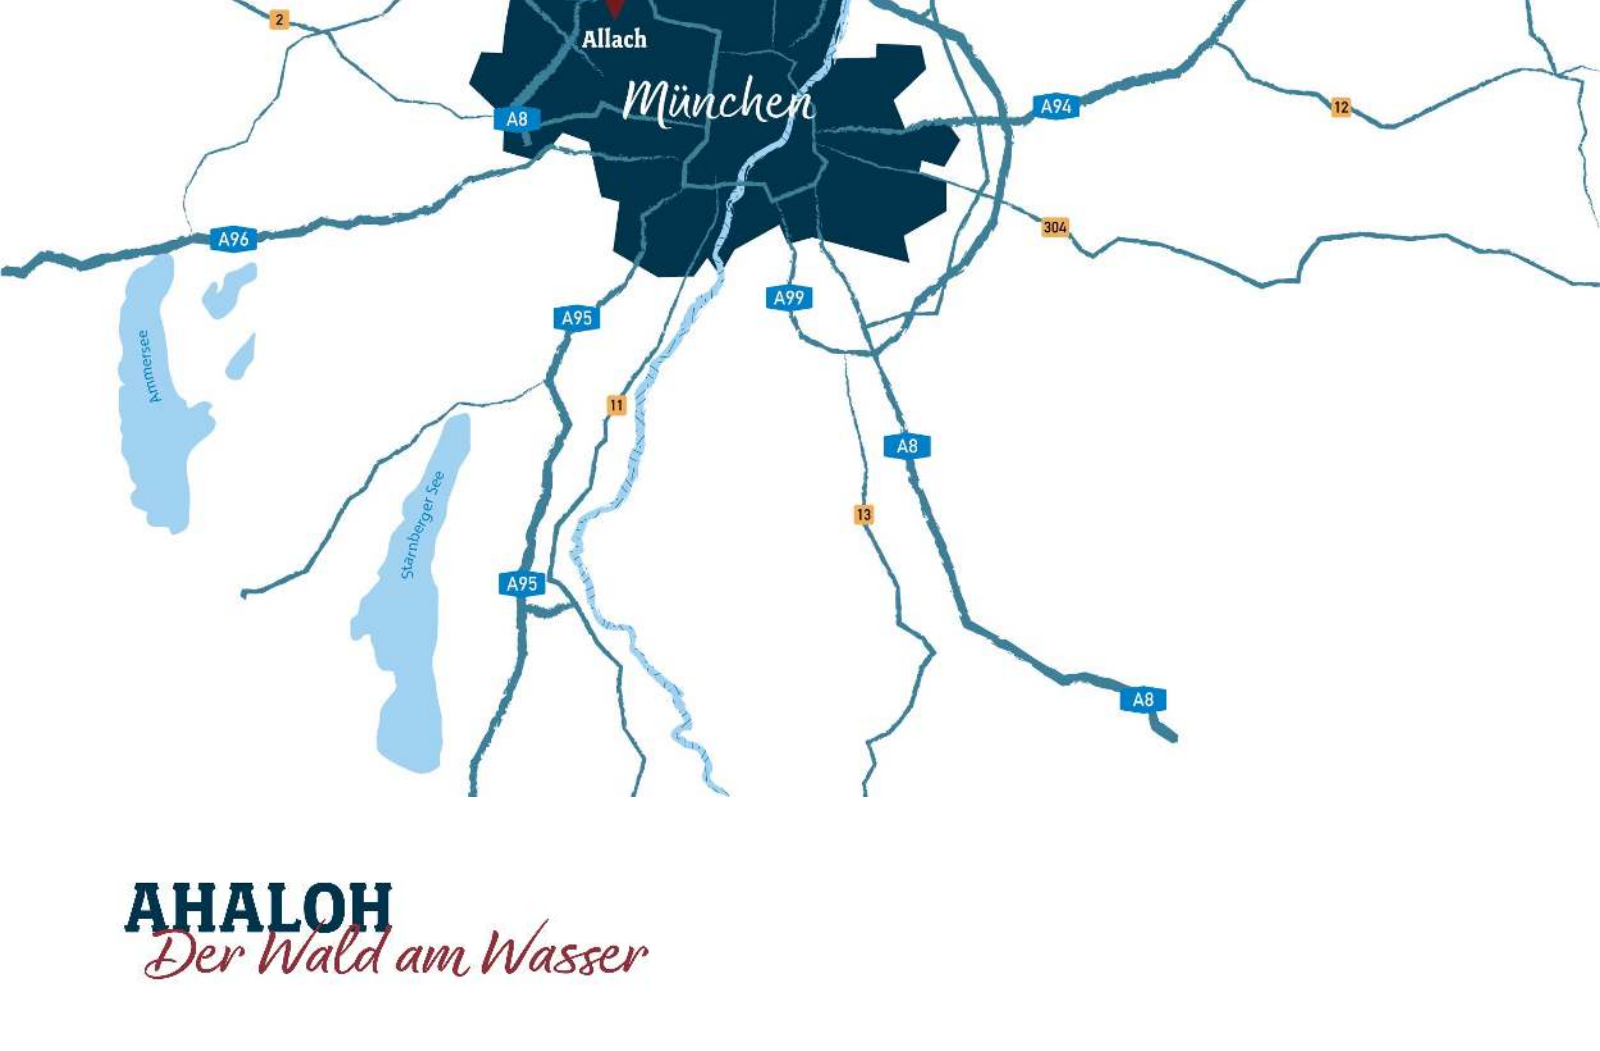 2
Allach
München
A8
A94
12
A96
304
A99
A95
Ammersee
11
A8
Starnberger See
13
A95
A8
AHALOH
Der Wald am Wasser